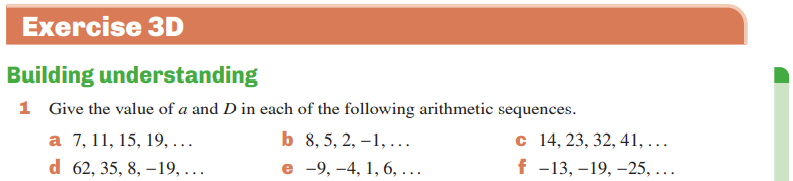 Exercise 3D
Building understanding
1 Give the value of a and D in each of the following arithmetic sequences.
a 7, 11, 15, 19, . . . b 8, 5, 2, −1, . . . c 14, 23, 32, 41, . . .
d 62, 35, 8, −19, . . . e −9, −4, 1, 6, . . . f −13, −19, −25, . . .